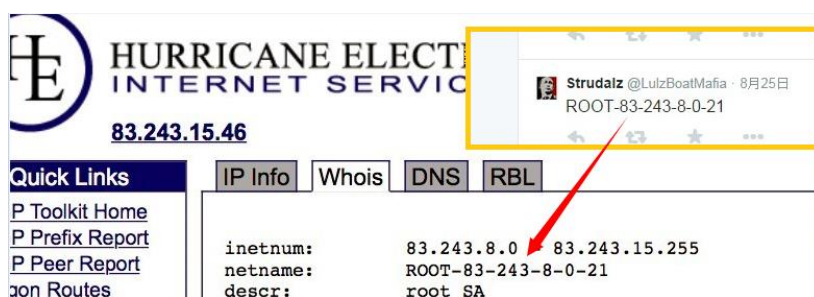 HE
HURRICANE ELECT
INTERNET SERVIC
83.243.15.46
Strudalz @LulzBoatMafia · 8月25日
ROOT-83-243-8-0-21
Quick Links
IP Info Whois DNS RBL
P Toolkit Home
P Prefix Report
P Peer Report
gon Routes
inetnum: 83.243.8.0 83.243.15.255
netname: ROOT-83-243-8-0-21
descr: root SA